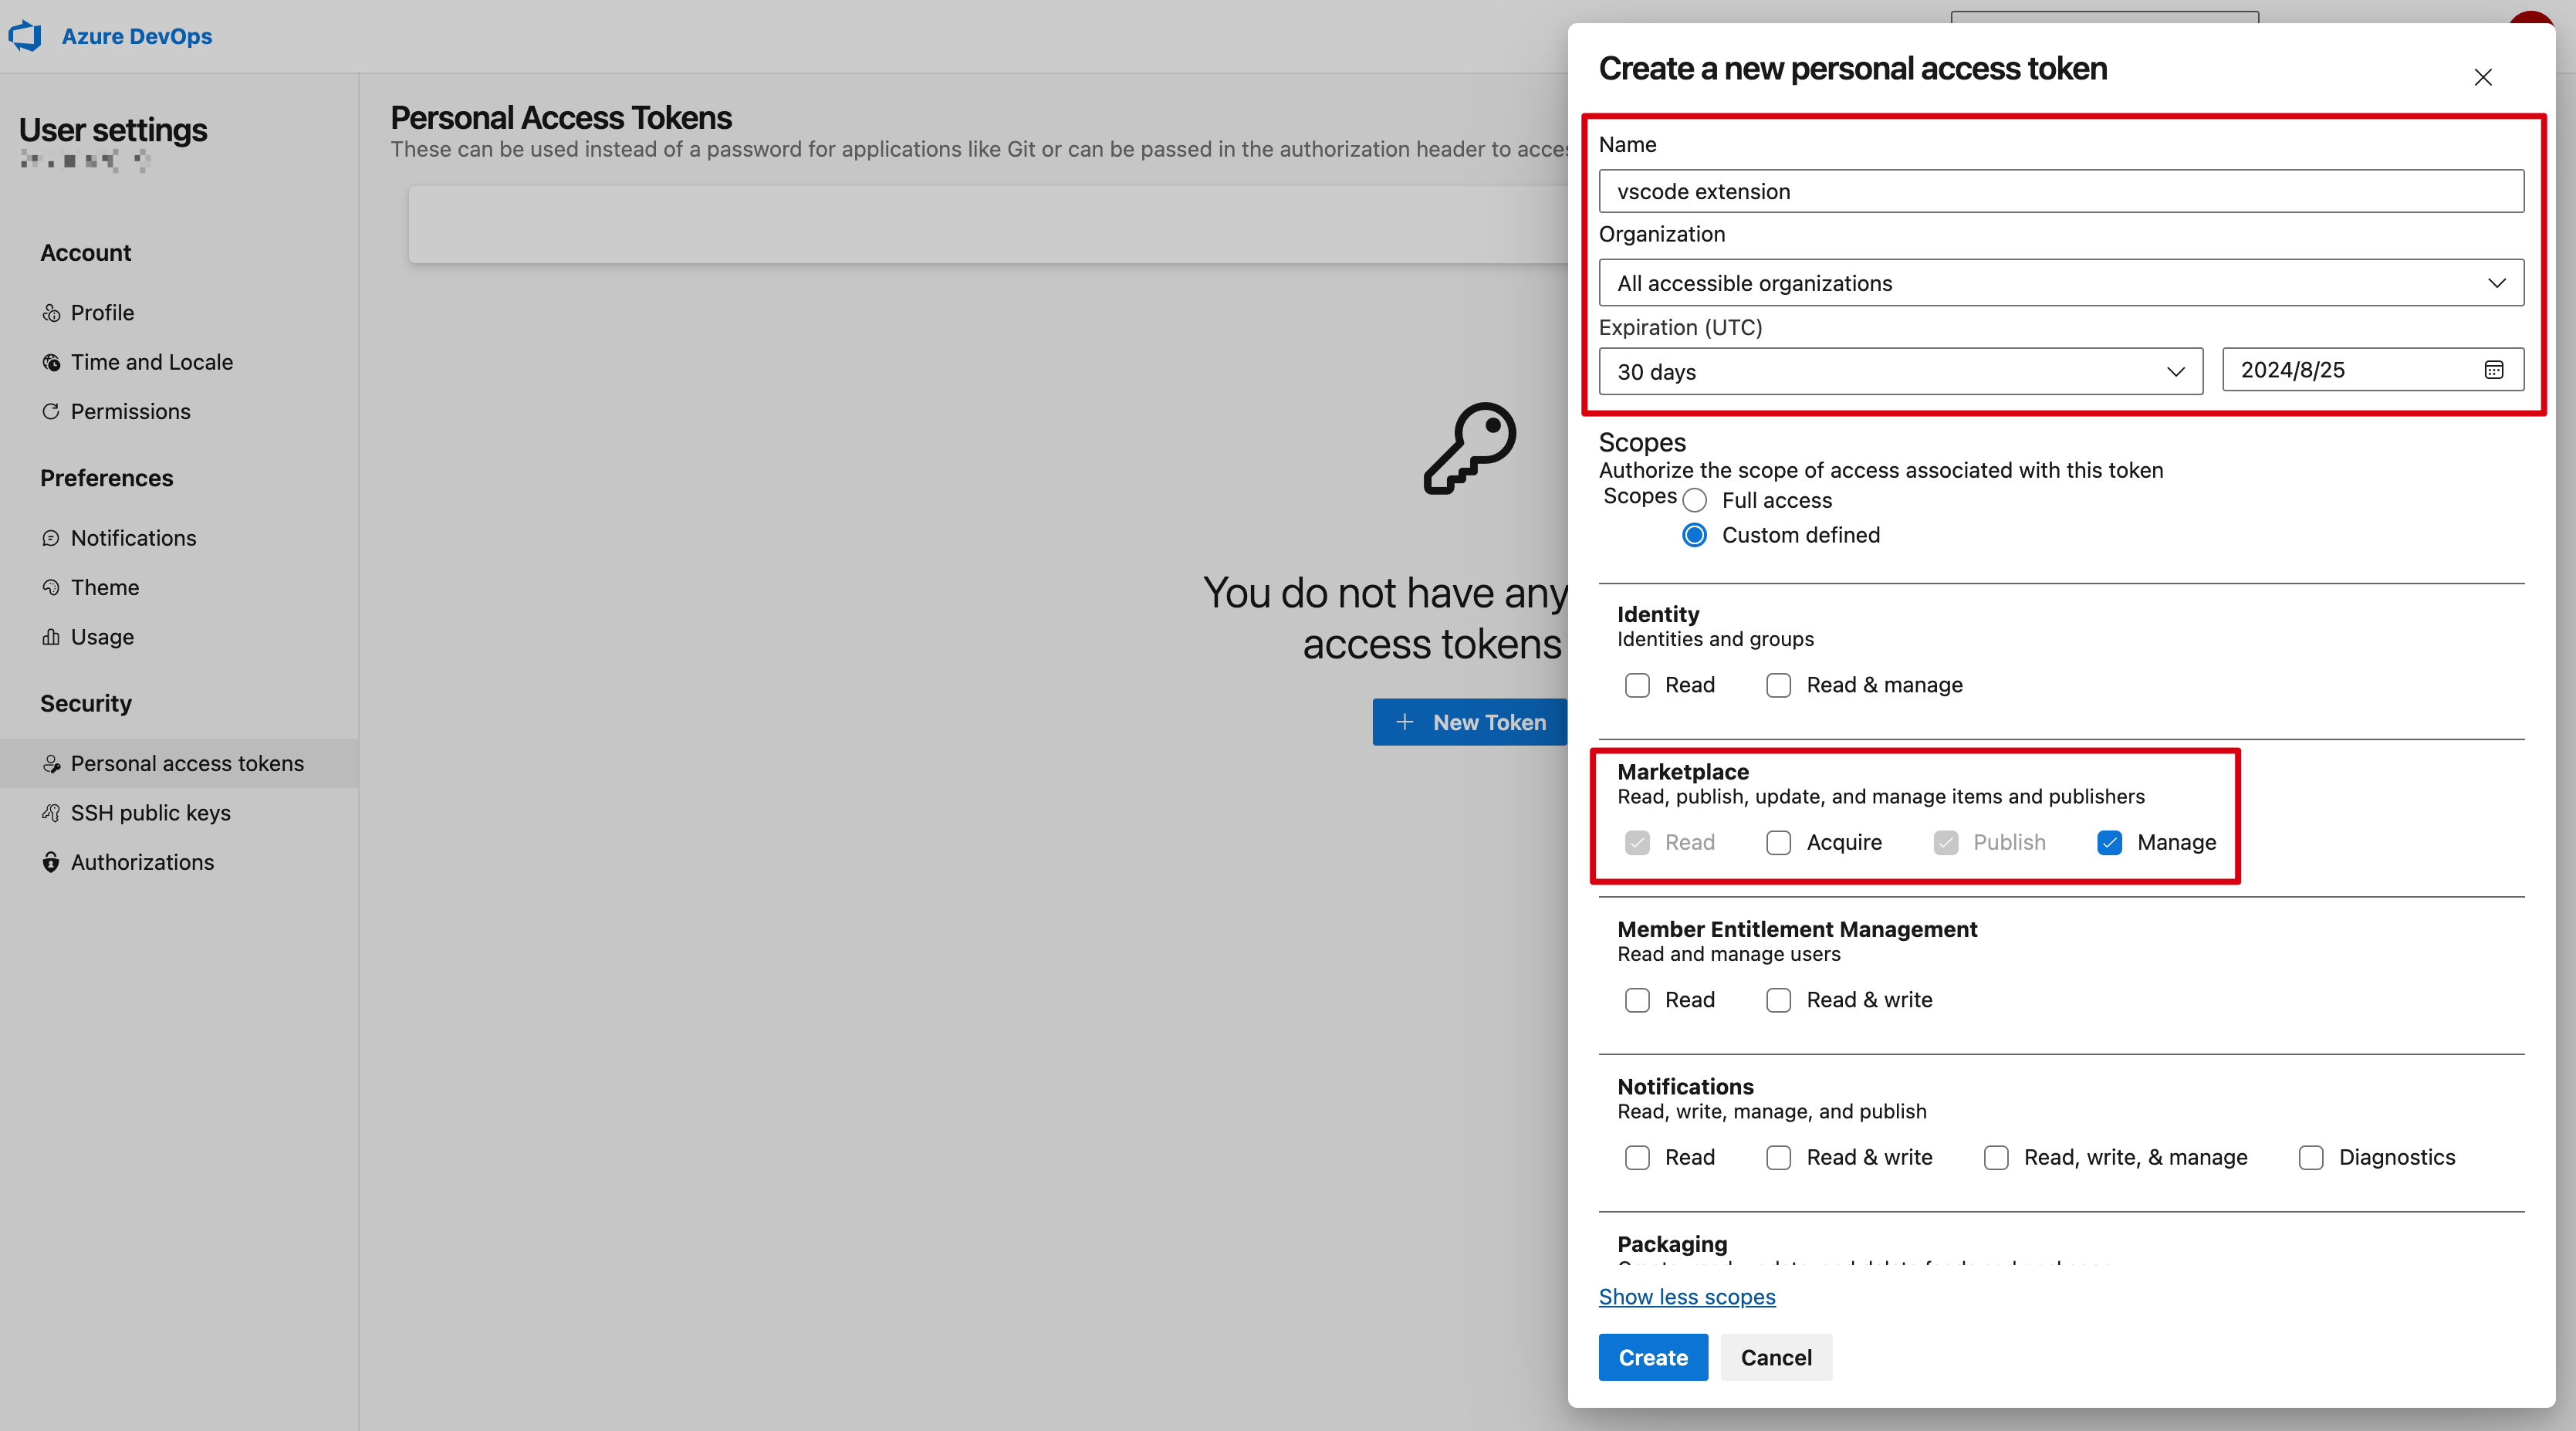 Azure DevOps
User settings
Account
Profile
Time and Locale
Permissions
Preferences
Notifications
Theme
Usage
Security
Personal access tokens
SSH public keys
Authorizations
Personal Access Tokens
These can be used instead of a password for applications like Git or can be passed in the authorization header to
You do not have any
access tokens
New Token
Create a new personal access token
Name
vscode extension
Organization
All accessible organizations
Expiration (UTC)
30 days
2024/8/25
Scopes
Authorize the scope of access associated with this token
Scopes
Full access
Custom defined
Identity
Identities and groups
Read Read & manage
Marketplace
Read, publish, update, and manage items and publishers
Read Acquire Publish Manage
Member Entitlement Management
Read and manage users
Read Read & write
Notifications
Read, write, manage, and publish
Read Read & write Read, write, & manage Diagnostics
Packaging
Show less scopes
Create Cancel